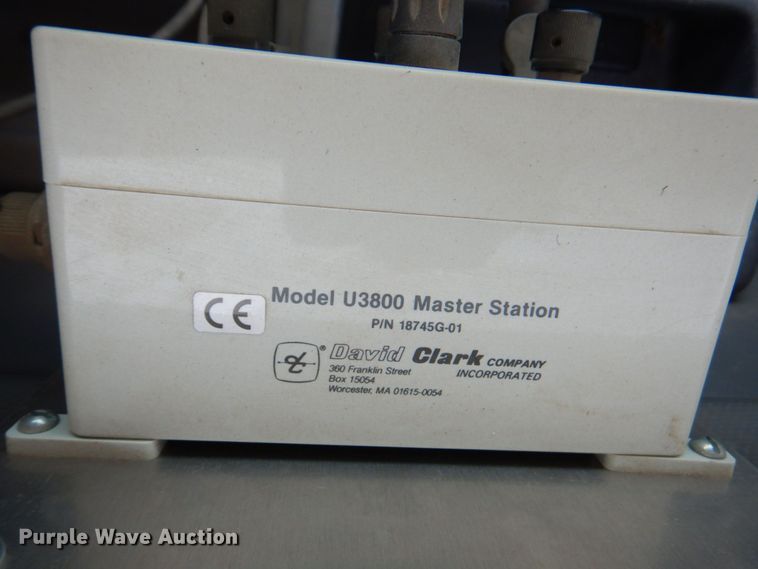 CE
Model U3800 Master Station
P/N 18745G-01
dc® David Clark COMPANY
INCORPORATED
360 Franklin Street
Box 15054
Worcester, MA 01615-0054
Purple Wave Auction